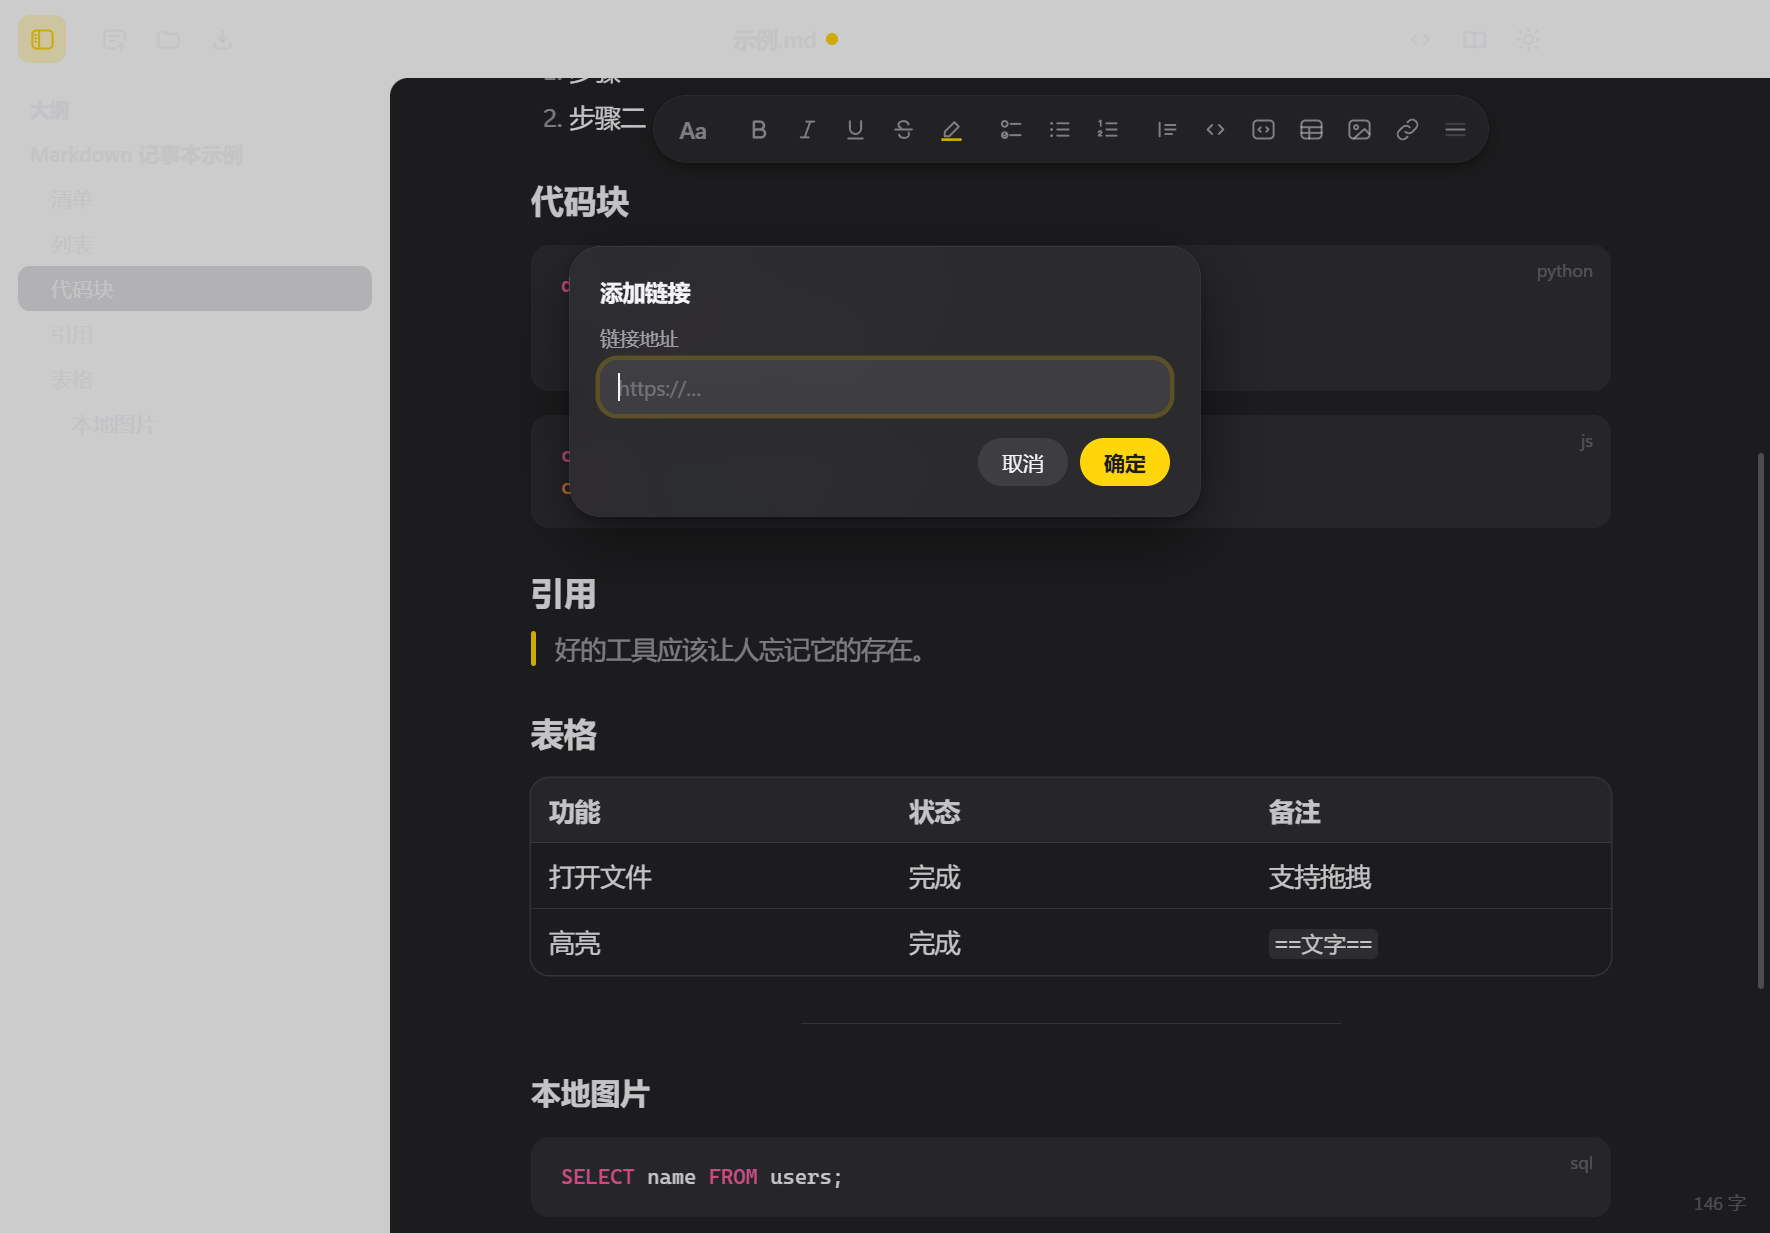 示例.md
大纲
Markdown 记事本示例
清单
列表
代码块
引用
表格
本地图片
1. 步骤一
2. 步骤二
Aa
代码块
python
添加链接
链接地址
https://...
取消
确定
js
引用
好的工具应该让人忘记它的存在。
表格
功能 状态 备注
打开文件 完成 支持拖拽
高亮 完成 ==文字==
本地图片
sql
SELECT name FROM users;
146 字